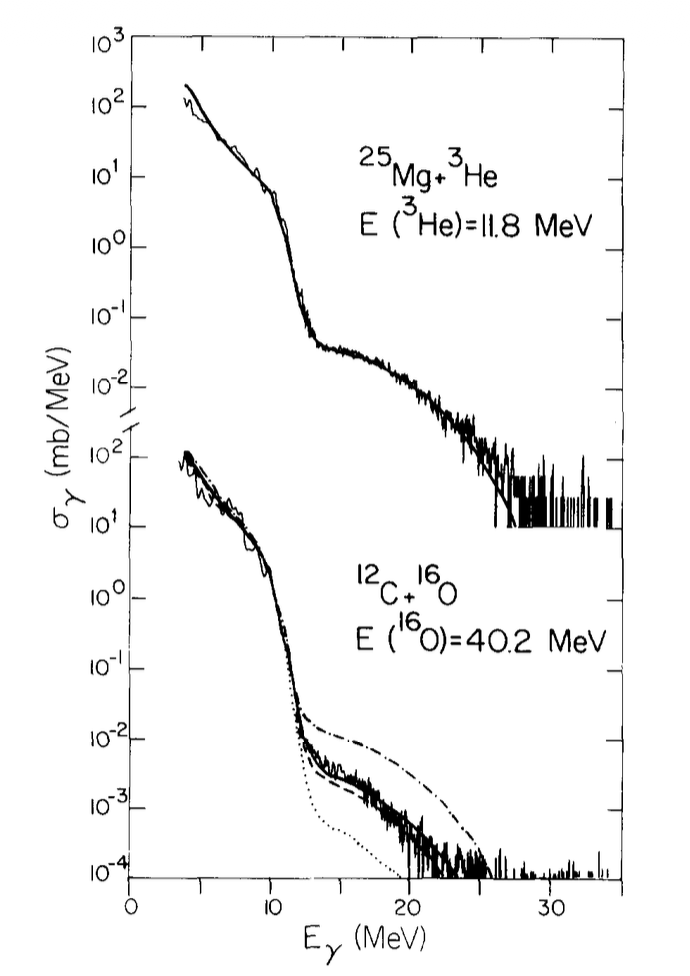 10³
10²
10¹
10⁰
10⁻¹
10⁻²
²⁵Mg+³He
E (³He)=11.8 MeV
σγ (mb/MeV)
10²
10¹
10⁰
10⁻¹
10⁻²
10⁻³
10⁻⁴
¹²C+¹⁶O
E (¹⁶O)=40.2 MeV
0 10 20 30
Eγ (MeV)